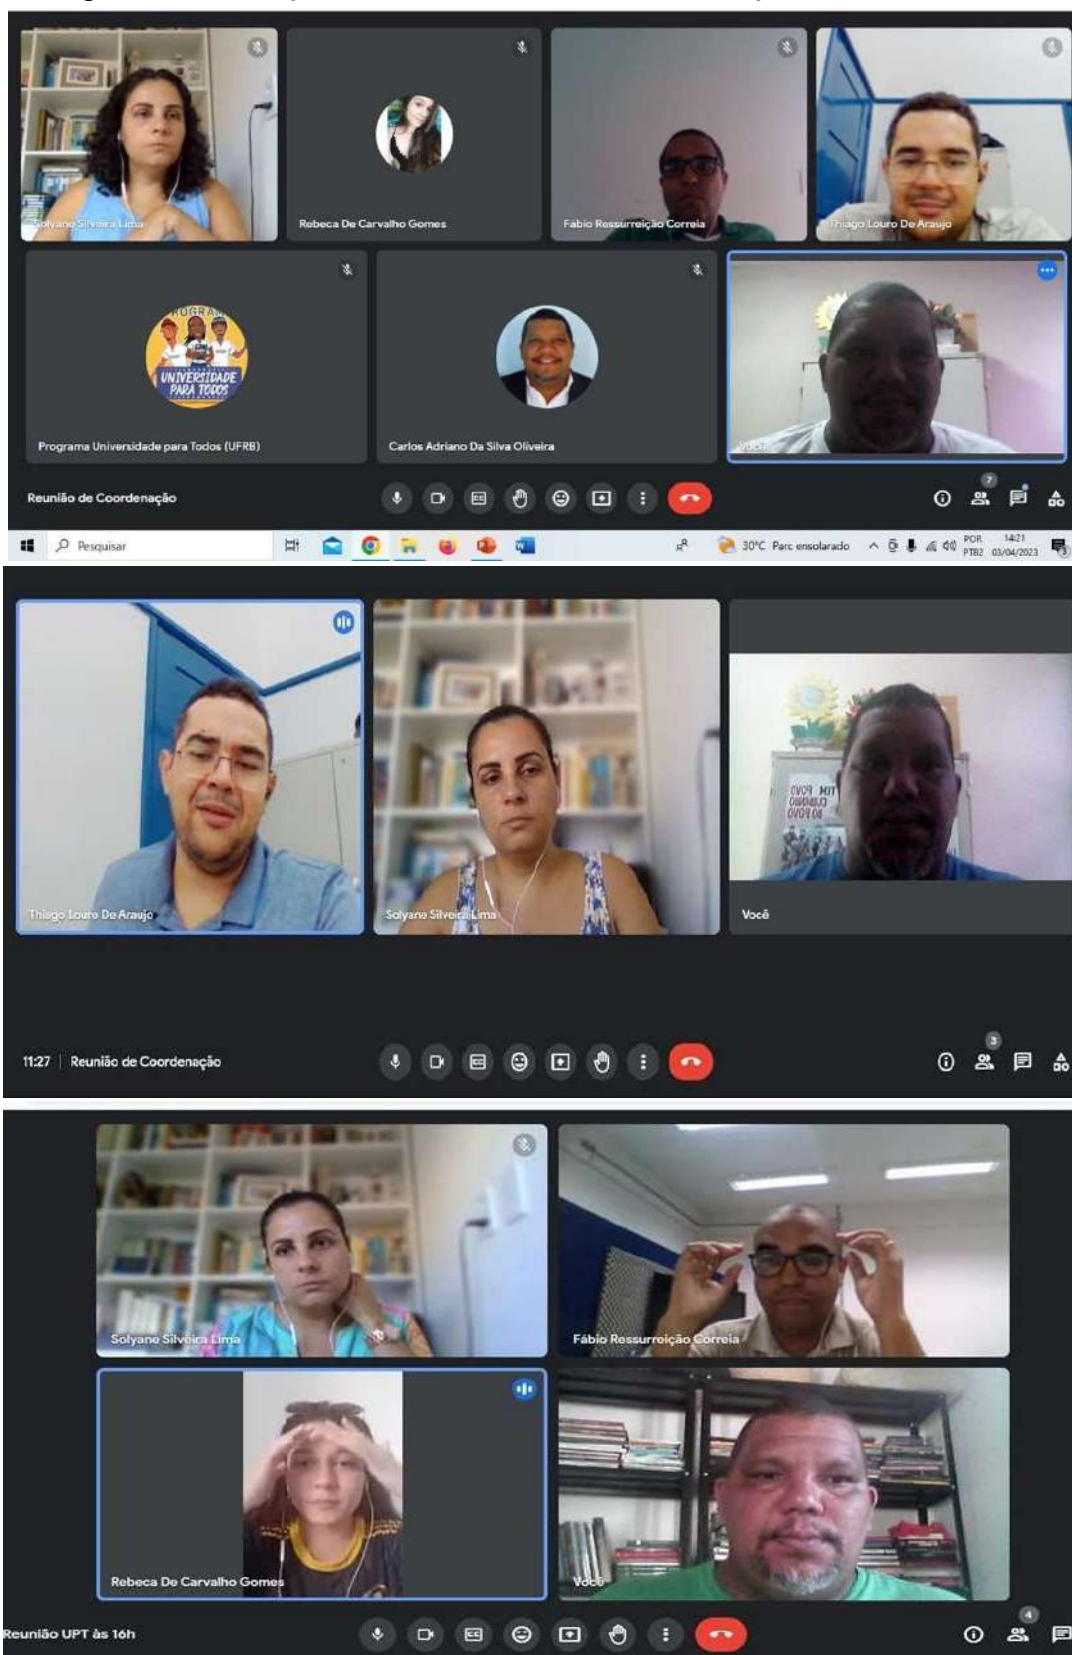 Solyane Silveira Lima
Rebeca De Carvalho Gomes
Fábio Ressurreição Correia
Thiago Louro De Araujo
PROGRAMA
UNIVERSIDADE
PARA TODOS
Programa Universidade para Todos (UFRB)
Carlos Adriano Da Silva Oliveira
Você
Reunião de Coordenação
7
Pesquisar
30°C Parc ensolarado
POR
PTB2
14:21
03/04/2023
3
Thiago Louro De Araujo
Solyane Silveira Lima
Você
11:27 | Reunião de Coordenação
3
Solyane Silveira Lima
Fábio Ressurreição Correia
Rebeca De Carvalho Gomes
Você
Reunião UPT às 16h
4